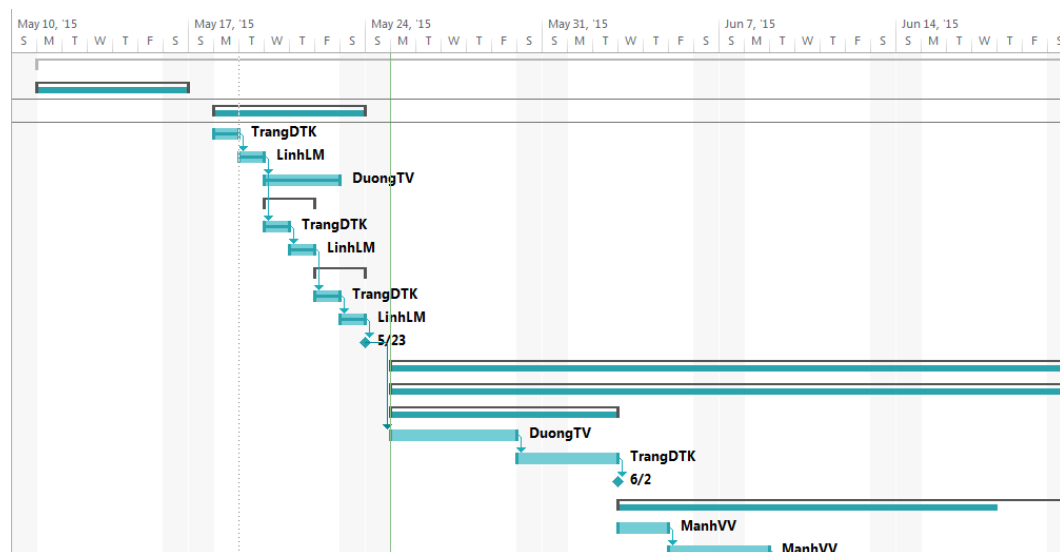 May 10, '15 May 17, '15 May 24, '15 May 31, '15 Jun 7, '15 Jun 14, '15
S M T W T F S S M T W T F S S M T W T F S S M T W T F S S M T W T F S S M T W T F S
TrangDTK
LinhLM
DuongTV
TrangDTK
LinhLM
TrangDTK
LinhLM
5/23
DuongTV
TrangDTK
6/2
ManhVV
ManhVV